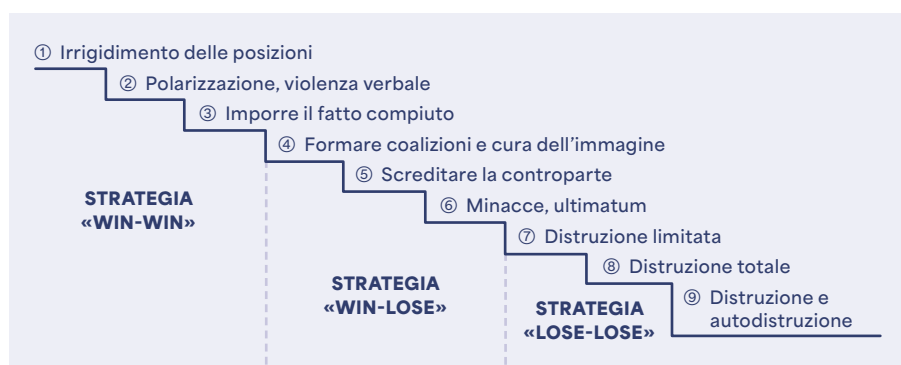 ① Irrigidimento delle posizioni
② Polarizzazione, violenza verbale
③ Imporre il fatto compiuto
④ Formare coalizioni e cura dell’immagine
⑤ Screditare la controparte
⑥ Minacce, ultimatum
⑦ Distruzione limitata
⑧ Distruzione totale
⑨ Distruzione e
autodistruzione
STRATEGIA
«WIN-WIN»
STRATEGIA
«WIN-LOSE»
STRATEGIA
«LOSE-LOSE»